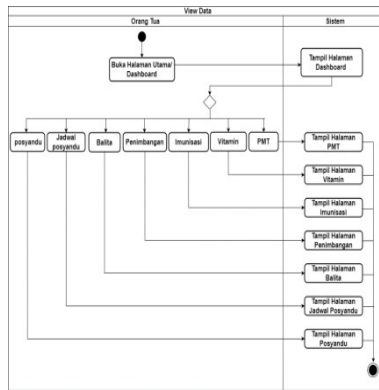 View Data
Orang Tua
Sistem
Buka Halaman Utama/
Dashboard
Tampil Halaman
Dashboard
posyandu
Jadwal
posyandu
Balita
Penimbangan
Imunisasi
Vitamin
PMT
Tampil Halaman
PMT
Tampil Halaman
Vitamin
Tampil Halaman
Imunisasi
Tampil Halaman
Penimbangan
Tampil Halaman
Balita
Tampil Halaman
Jadwal Posyandu
Tampil Halaman
Posyandu